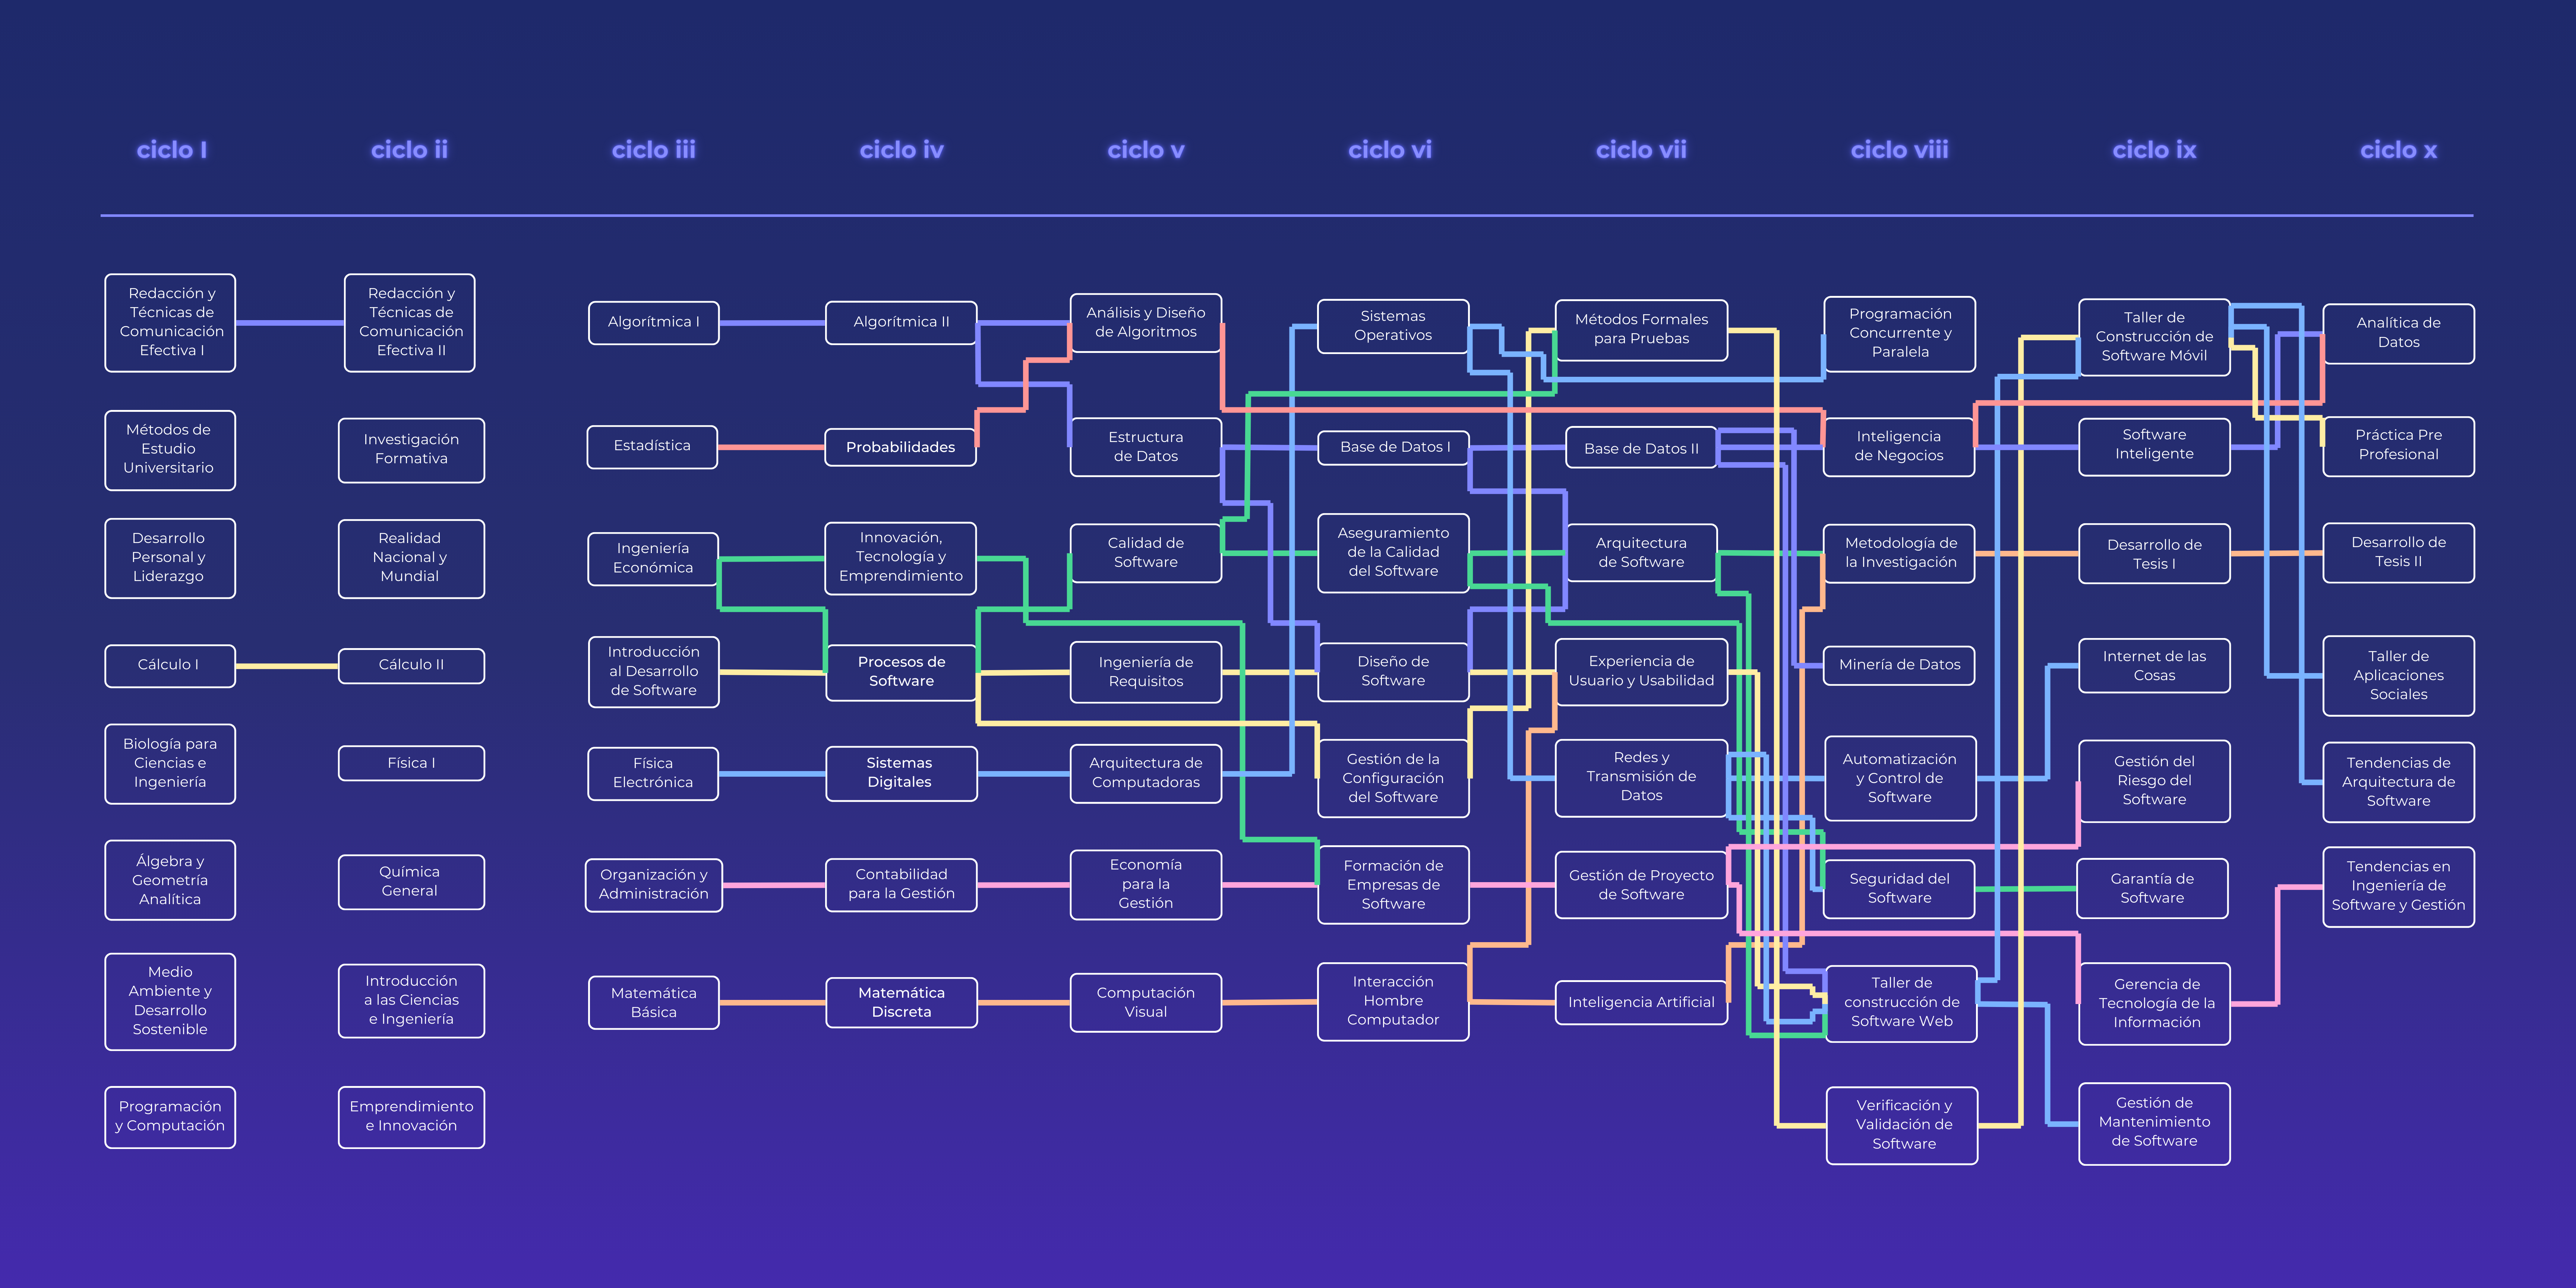 ciclo I
ciclo ii
ciclo iii
ciclo iv
ciclo v
ciclo vi
ciclo vii
ciclo viii
ciclo ix
ciclo x
Redacción y
Técnicas de
Comunicación
Efectiva I
Métodos de
Estudio
Universitario
Desarrollo
Personal y
Liderazgo
Cálculo I
Biología para
Ciencias e
Ingeniería
Álgebra y
Geometría
Analítica
Medio
Ambiente y
Desarrollo
Sostenible
Programación
y Computación
Redacción y
Técnicas de
Comunicación
Efectiva II
Investigación
Formativa
Realidad
Nacional y
Mundial
Cálculo II
Física I
Química
General
Introducción
a las Ciencias
e Ingeniería
Emprendimiento
e Innovación
Algorítmica I
Estadística
Ingeniería
Económica
Introducción
al Desarrollo
de Software
Física
Electrónica
Organización y
Administración
Matemática
Básica
Algorítmica II
Probabilidades
Innovación,
Tecnología y
Emprendimiento
Procesos de
Software
Sistemas
Digitales
Contabilidad
para la Gestión
Matemática
Discreta
Análisis y Diseño
de Algoritmos
Estructura
de Datos
Calidad de
Software
Ingeniería de
Requisitos
Arquitectura de
Computadoras
Economía
para la
Gestión
Computación
Visual
Sistemas
Operativos
Base de Datos I
Aseguramiento
de la Calidad
del Software
Diseño de
Software
Gestión de la
Configuración
del Software
Formación de
Empresas de
Software
Interacción
Hombre
Computador
Métodos Formales
para Pruebas
Base de Datos II
Arquitectura
de Software
Experiencia de
Usuario y Usabilidad
Redes y
Transmisión de
Datos
Gestión de Proyecto
de Software
Inteligencia Artificial
Programación
Concurrente y
Paralela
Inteligencia
de Negocios
Metodología de
la Investigación
Minería de Datos
Automatización
y Control de
Software
Seguridad del
Software
Taller de
construcción de
Software Web
Verificación y
Validación de
Software
Taller de
Construcción de
Software Móvil
Software
Inteligente
Desarrollo de
Tesis I
Internet de las
Cosas
Gestión del
Riesgo del
Software
Garantía de
Software
Gerencia de
Tecnología de la
Información
Gestión de
Mantenimiento
de Software
Analítica de
Datos
Práctica Pre
Profesional
Desarrollo de
Tesis II
Taller de
Aplicaciones
Sociales
Tendencias de
Arquitectura de
Software
Tendencias en
Ingeniería de
Software y Gestión